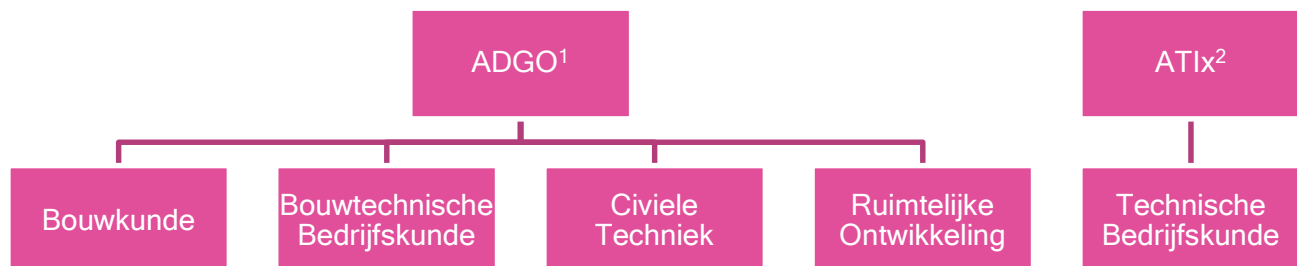 ADGO¹
ATIx²
Bouwkunde
Bouwtechnische
Bedrijfskunde
Civiele
Techniek
Ruimtelijke
Ontwikkeling
Technische
Bedrijfskunde